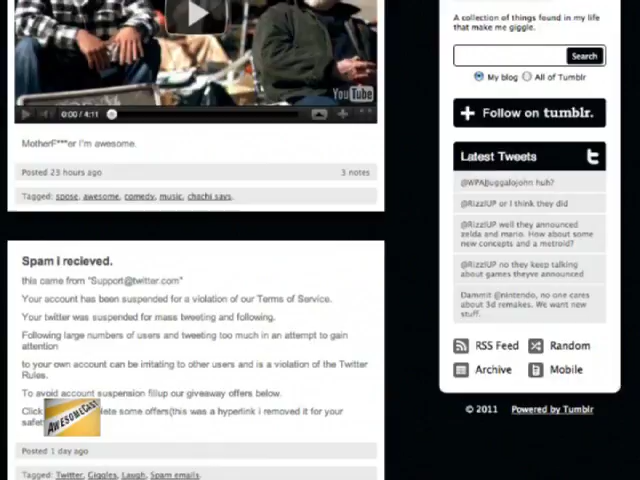 YouTube
0:00 / 4:11
MotherF***er I'm awesome.
Posted 23 hours ago
3 notes
Tagged: spose, awesome, comedy, music, chachi says.
Spam I recieved.
this came from "Support@twitter.com"
Your account has been suspended for a violation of our Terms of Service.
Your twitter was suspended for mass tweeting and following.
Following large numbers of users and tweeting too much in an attempt to gain
attention
to your own account can be irritating to other users and is a violation of the Twitter
Rules.
To avoid account suspension fillup our giveaway offers below.
Click lete some offers(this was a hyperlink i removed it for your
safet
AWESOMECAST
Posted 1 day ago
Tagged: Twitter, Giggles, Laugh, Spam emails.
A collection of things found in my life
that make me giggle.
Search
My blog All of Tumblr
Follow on tumblr.
Latest Tweets
@WPAJuggalojohn huh?
@RizzIUP or I think they did
@RizzIUP well they announced
zelda and mario. How about some
new concepts and a metroid?
@RizzIUP no they keep talking
about games theyve announced
Dammit @nintendo, no one cares
about 3d remakes. We want new
stuff.
RSS Feed Random
Archive Mobile
© 2011 Powered by Tumblr